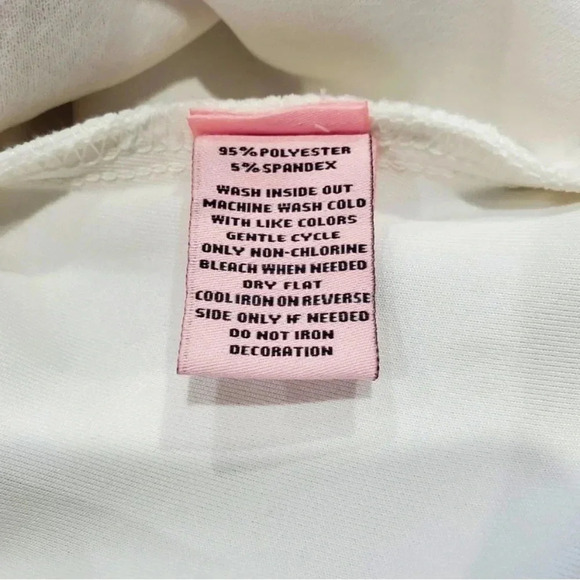 95% POLYESTER
5% SPANDEX
WASH INSIDE OUT
MACHINE WASH COLD
WITH LIKE COLORS
GENTLE CYCLE
ONLY NON-CHLORINE
BLEACH WHEN NEEDED
DRY FLAT
COOL IRON ON REVERSE
SIDE ONLY IF NEEDED
DO NOT IRON
DECORATION